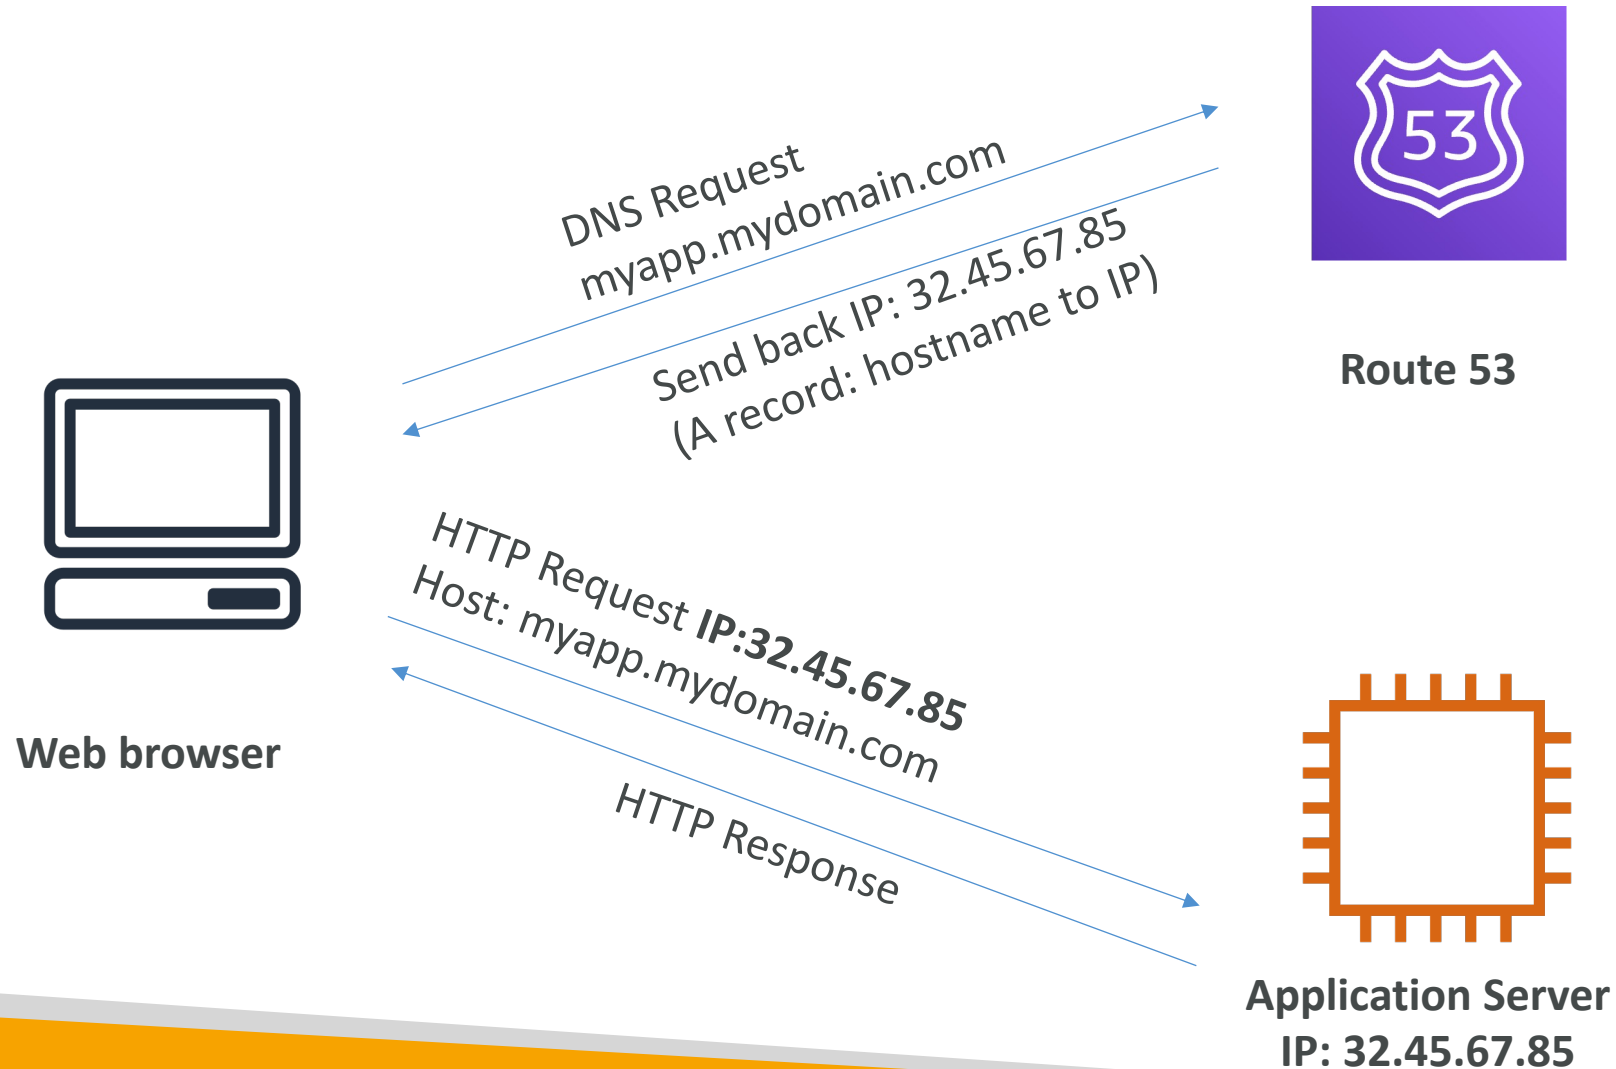 53
DNS Request
myapp.mydomain.com
Send back IP: 32.45.67.85
(A record: hostname to IP)
Route 53
HTTP Request IP:32.45.67.85
Host: myapp.mydomain.com
HTTP Response
Web browser
Application Server
IP: 32.45.67.85